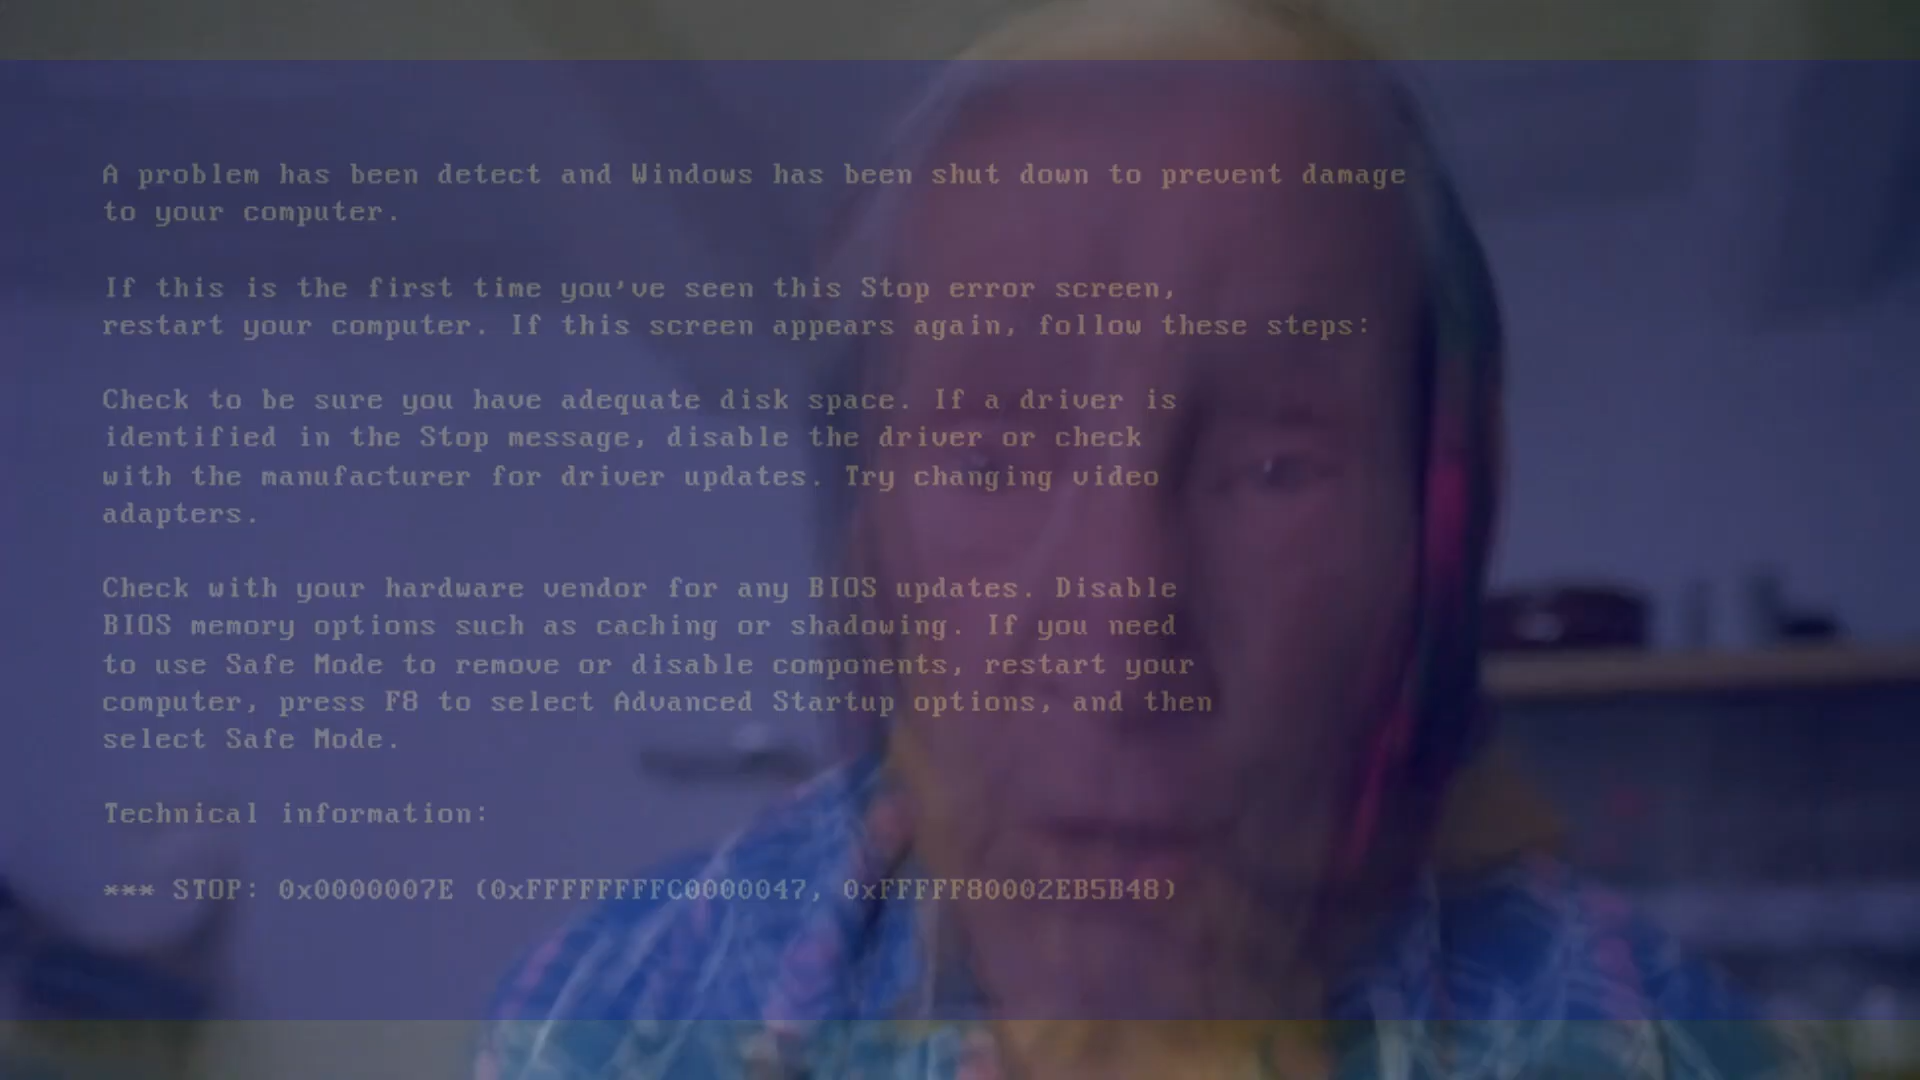 A problem has been detect and Windows has been shut down to prevent damage
to your computer.
If this is the first time you've seen this Stop error screen,
restart your computer. If this screen appears again, follow these steps:
Check to be sure you have adequate disk space. If a driver is
identified in the Stop message, disable the driver or check
with the manufacturer for driver updates. Try changing video
adapters.
Check with your hardware vendor for any BIOS updates. Disable
BIOS memory options such as caching or shadowing. If you need
to use Safe Mode to remove or disable components, restart your
computer, press F8 to select Advanced Startup options, and then
select Safe Mode.
Technical information:
*** STOP: 0x0000007E (0xFFFFFFFFC0000047, 0xFFFFF80002EB5B48)